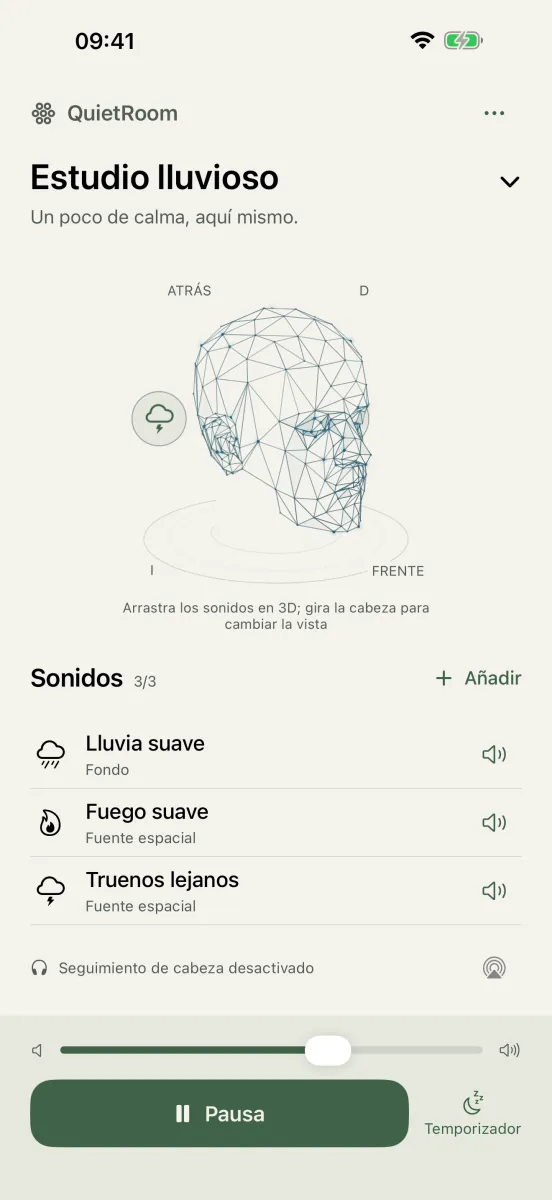 09:41
QuietRoom
Estudio lluvioso
Un poco de calma, aquí mismo.
ATRÁS
D
I
FRENTE
Arrastra los sonidos en 3D; gira la cabeza para
cambiar la vista
Sonidos 3/3
+ Añadir
Lluvia suave
Fondo
Fuego suave
Fuente espacial
Truenos lejanos
Fuente espacial
Seguimiento de cabeza desactivado
Pausa
Temporizador